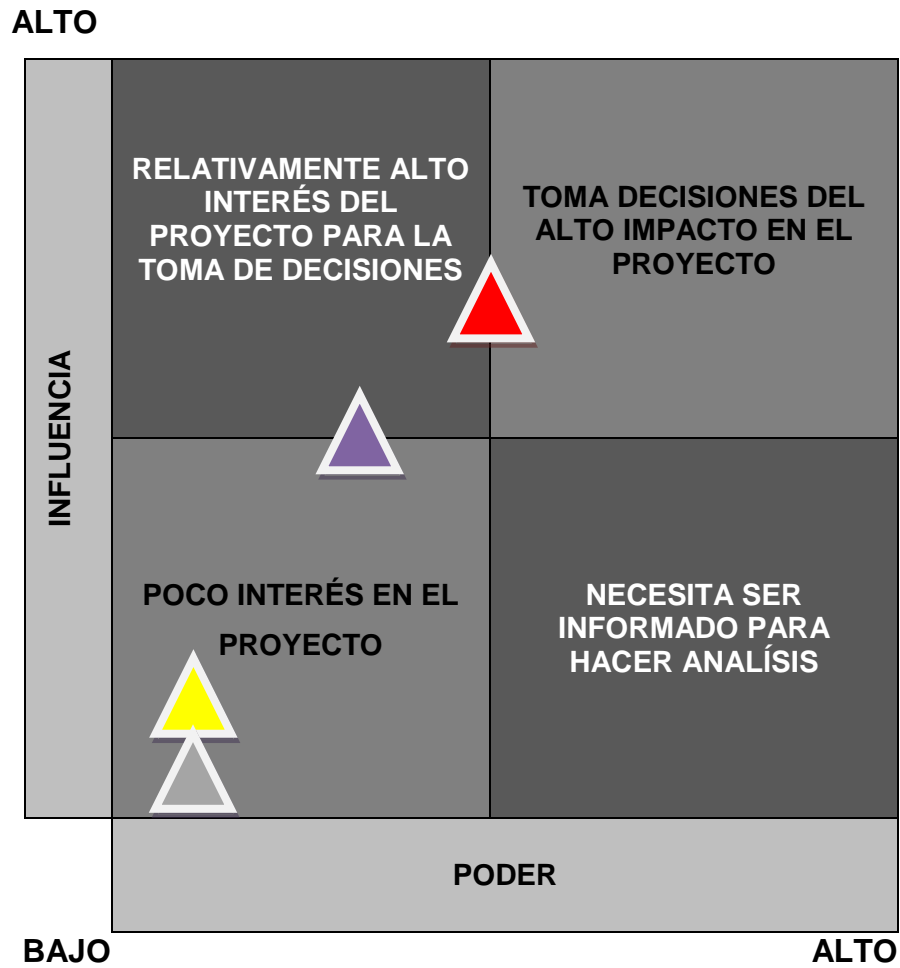 ALTO
RELATIVAMENTE ALTO
INTERÉS DEL
PROYECTO PARA LA
TOMA DE DECISIONES
TOMA DECISIONES DEL
ALTO IMPACTO EN EL
PROYECTO
INFLUENCIA
POCO INTERÉS EN EL
PROYECTO
NECESITA SER
INFORMADO PARA
HACER ANALÍSIS
PODER
BAJO
ALTO